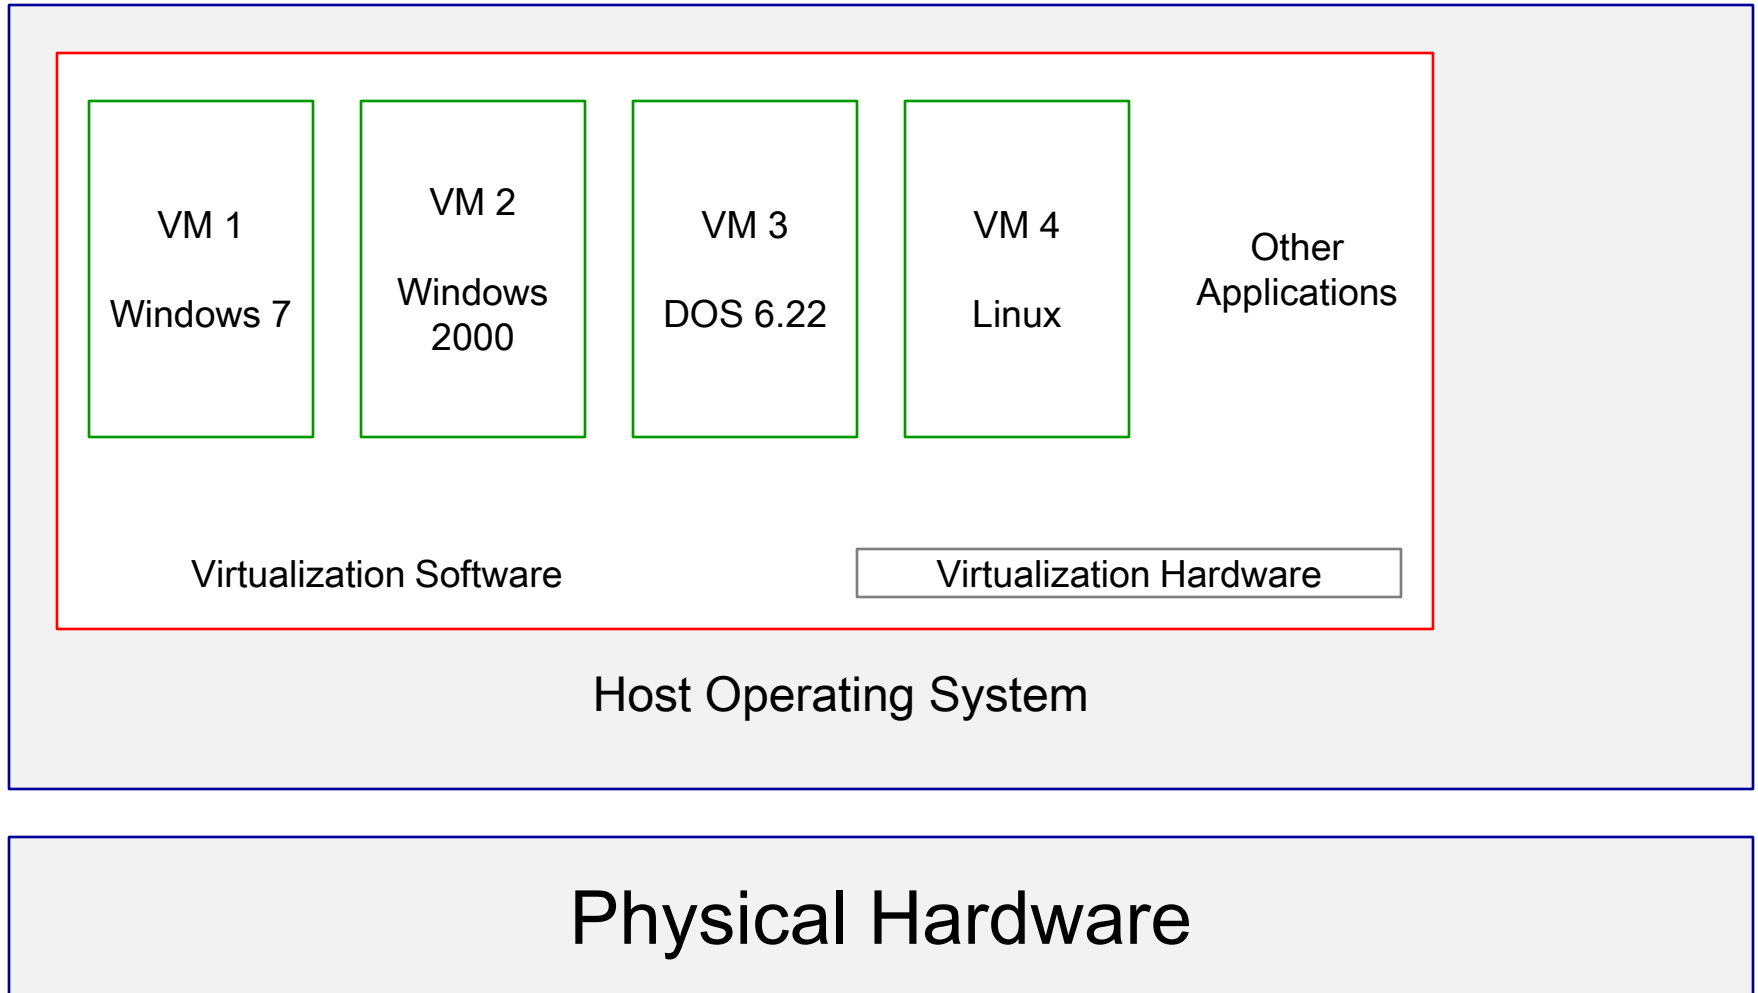 VM 1
Windows 7
VM 2
Windows
2000
VM 3
DOS 6.22
VM 4
Linux
Other
Applications
Virtualization Software
Virtualization Hardware
Host Operating System
Physical Hardware